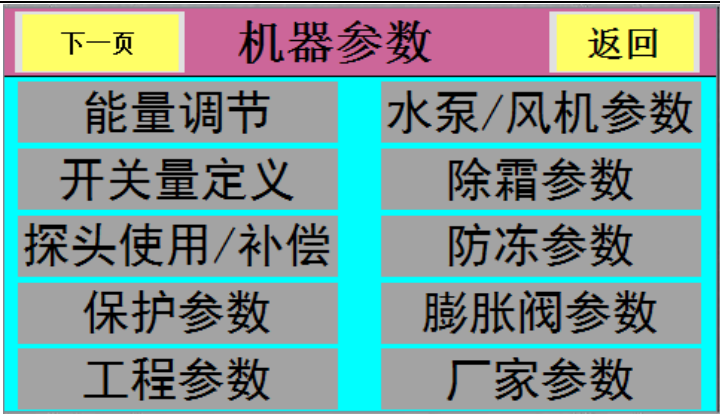 下一页 机器参数 返回
能量调节 水泵/风机参数
开关量定义 除霜参数
探头使用/补偿 防冻参数
保护参数 膨胀阀参数
工程参数 厂家参数